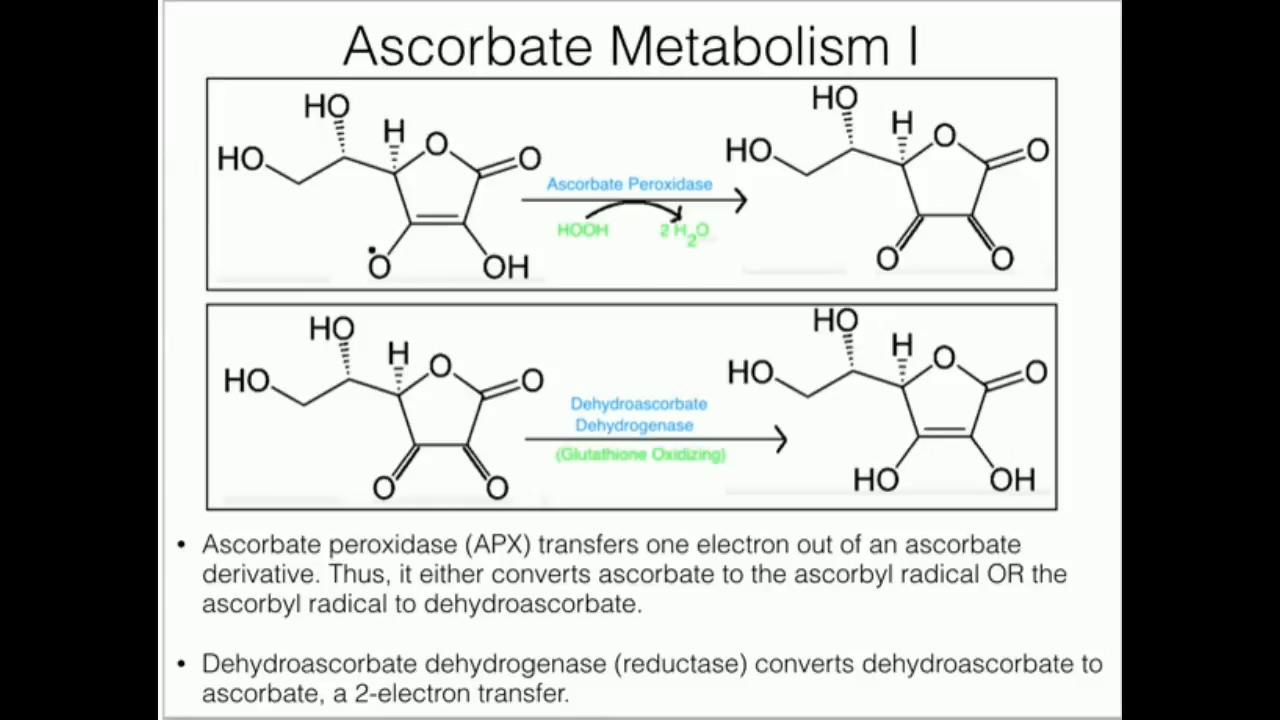 Ascorbate Metabolism I
HO
H
HO
O
O
O
OH
Ascorbate Peroxidase
HOOH
2 H2O
HO
H
HO
O
O
O
O
HO
H
HO
O
O
O
O
Dehydroascorbate
Dehydrogenase
(Glutathione Oxidizing)
HO
H
HO
O
O
HO
OH
• Ascorbate peroxidase (APX) transfers one electron out of an ascorbate
derivative. Thus, it either converts ascorbate to the ascorbyl radical OR the
ascorbyl radical to dehydroascorbate.
• Dehydroascorbate dehydrogenase (reductase) converts dehydroascorbate to
ascorbate, a 2-electron transfer.